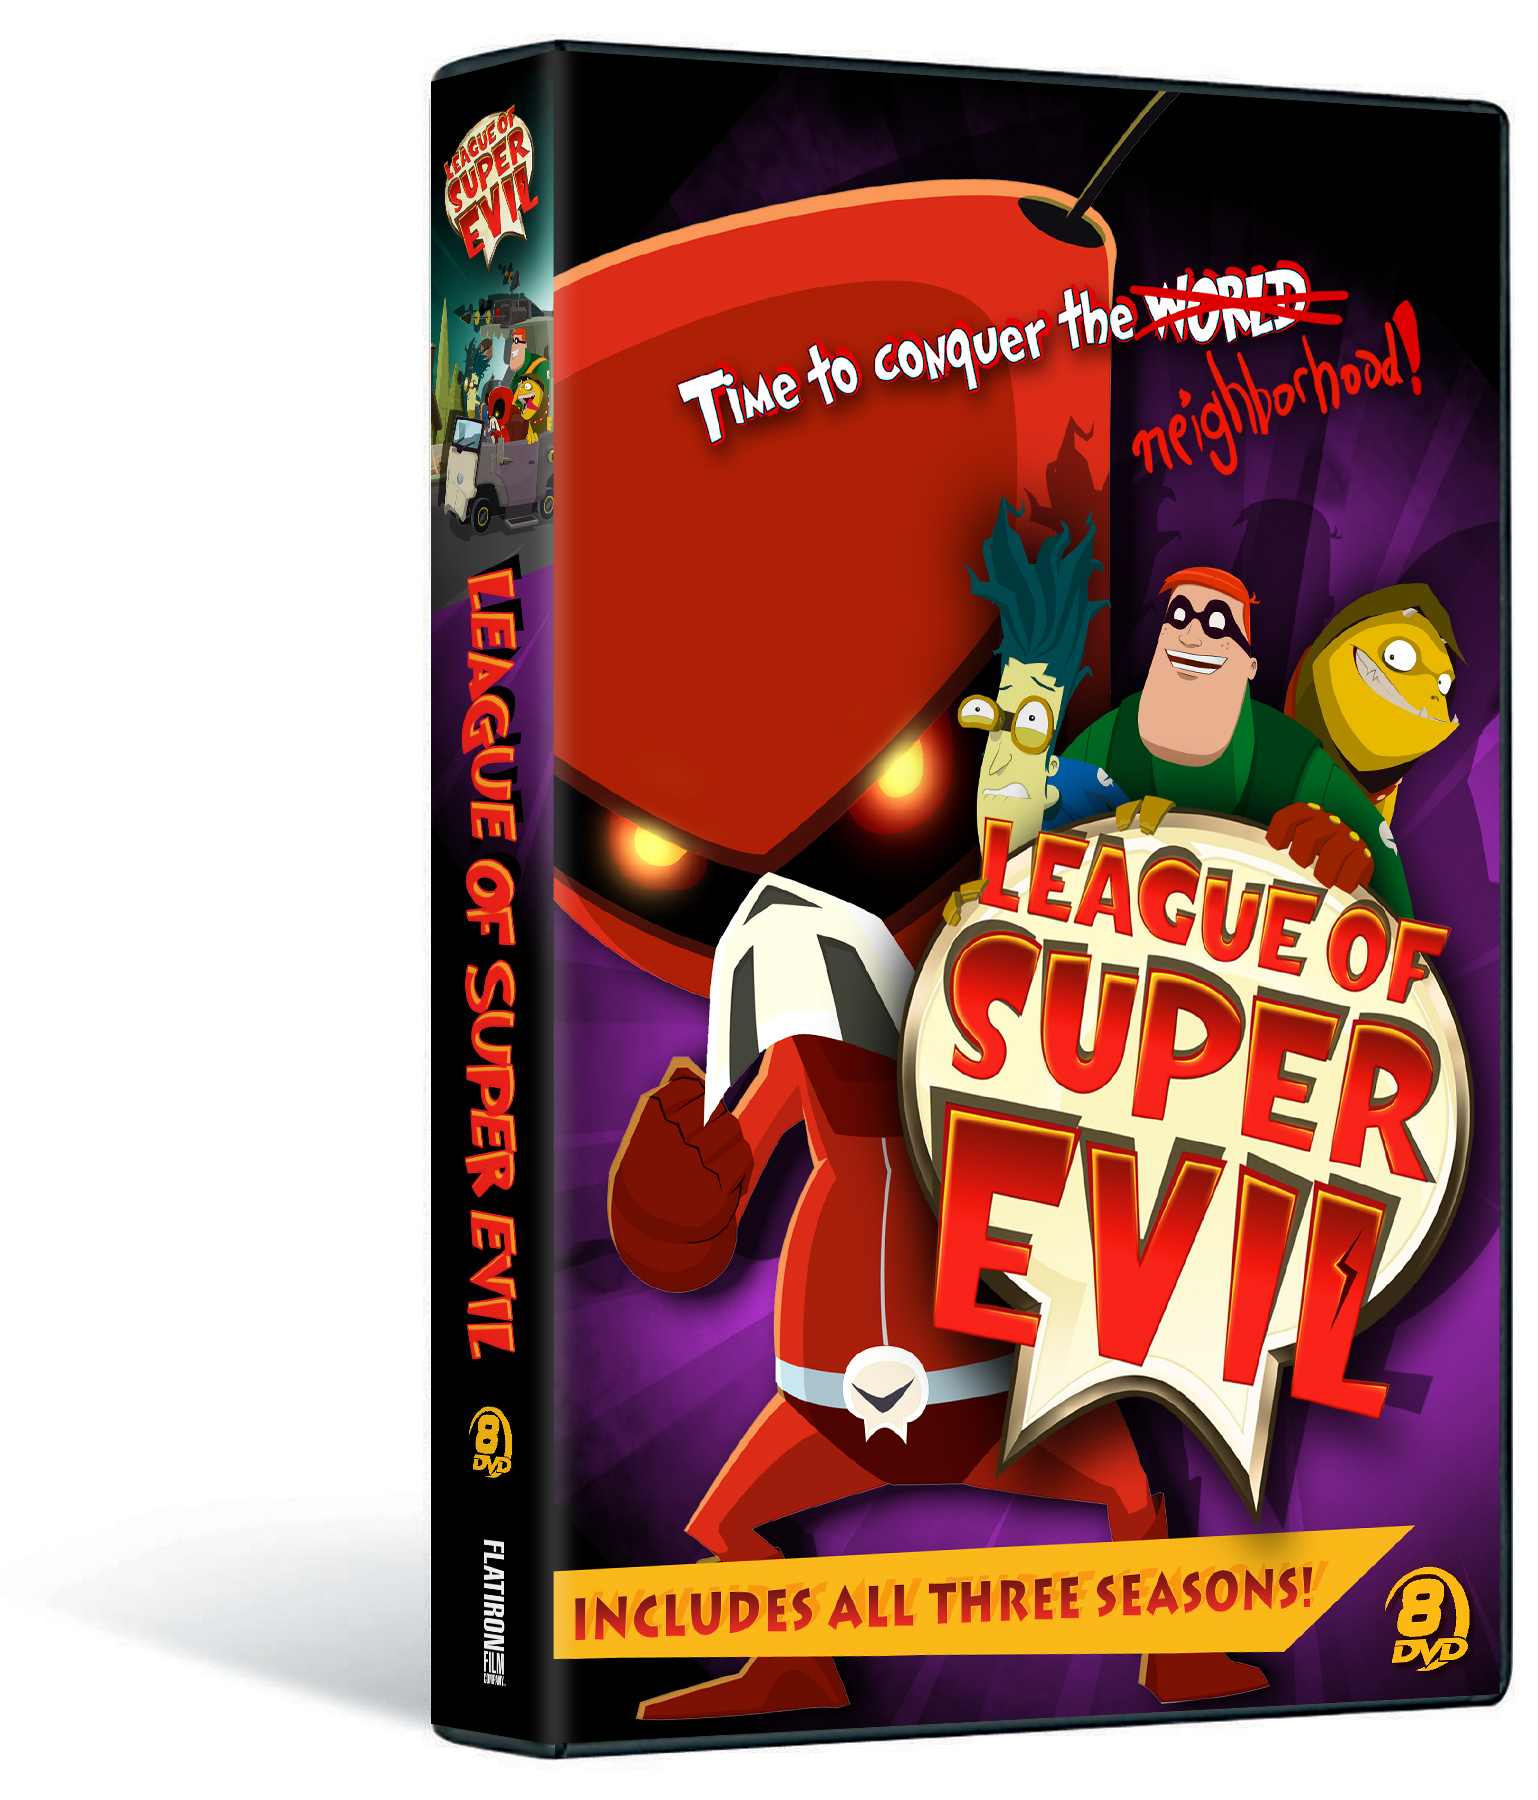 LEAGUE OF
SUPER
EVIL
LEAGUE OF SUPER EVIL
8
DVD
FLATIRON
FILM
COMPANY
Time to conquer the WORLD
neighborhood!
LEAGUE OF
SUPER
EVIL
INCLUDES ALL THREE SEASONS!
8
DVD